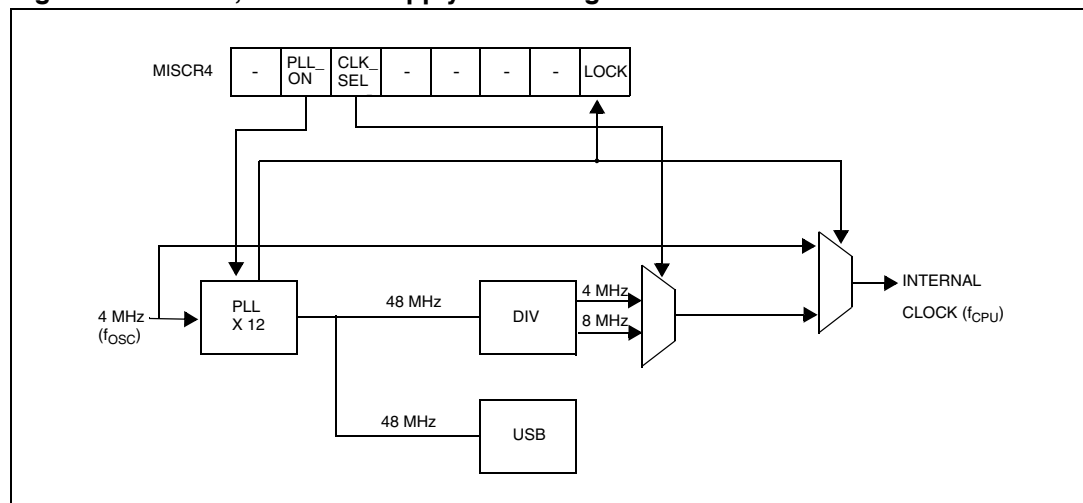 MISCR4
-
PLL_
ON
CLK_
SEL
-
-
-
-
LOCK
4 MHz
(fOSC)
PLL
X 12
48 MHz
DIV
4 MHz
8 MHz
INTERNAL
CLOCK (fCPU)
48 MHz
USB